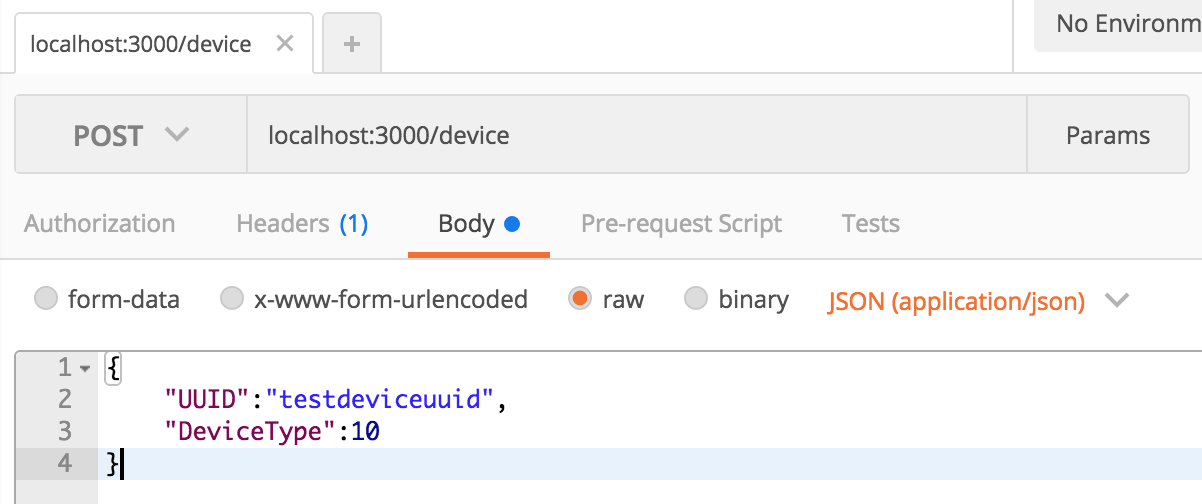 localhost:3000/device
No Environm
POST localhost:3000/device Params
Authorization Headers (1) Body Pre-request Script Tests
form-data x-www-form-urlencoded raw binary JSON (application/json)
1 {
2 "UUID":"testdeviceuuid",
3 "DeviceType":10
4 }